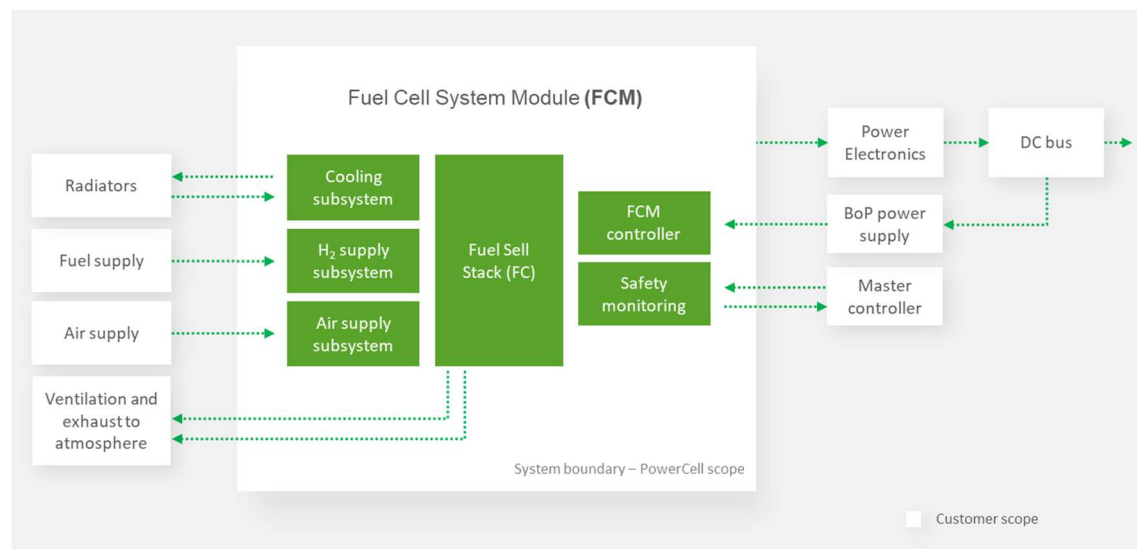 Fuel Cell System Module (FCM)
Radiators
Fuel supply
Air supply
Ventilation and
exhaust to
atmosphere
Cooling
subsystem
H₂ supply
subsystem
Air supply
subsystem
Fuel Sell
Stack (FC)
FCM
controller
Safety
monitoring
Power
Electronics
DC bus
BoP power
supply
Master
controller
System boundary – PowerCell scope
Customer scope